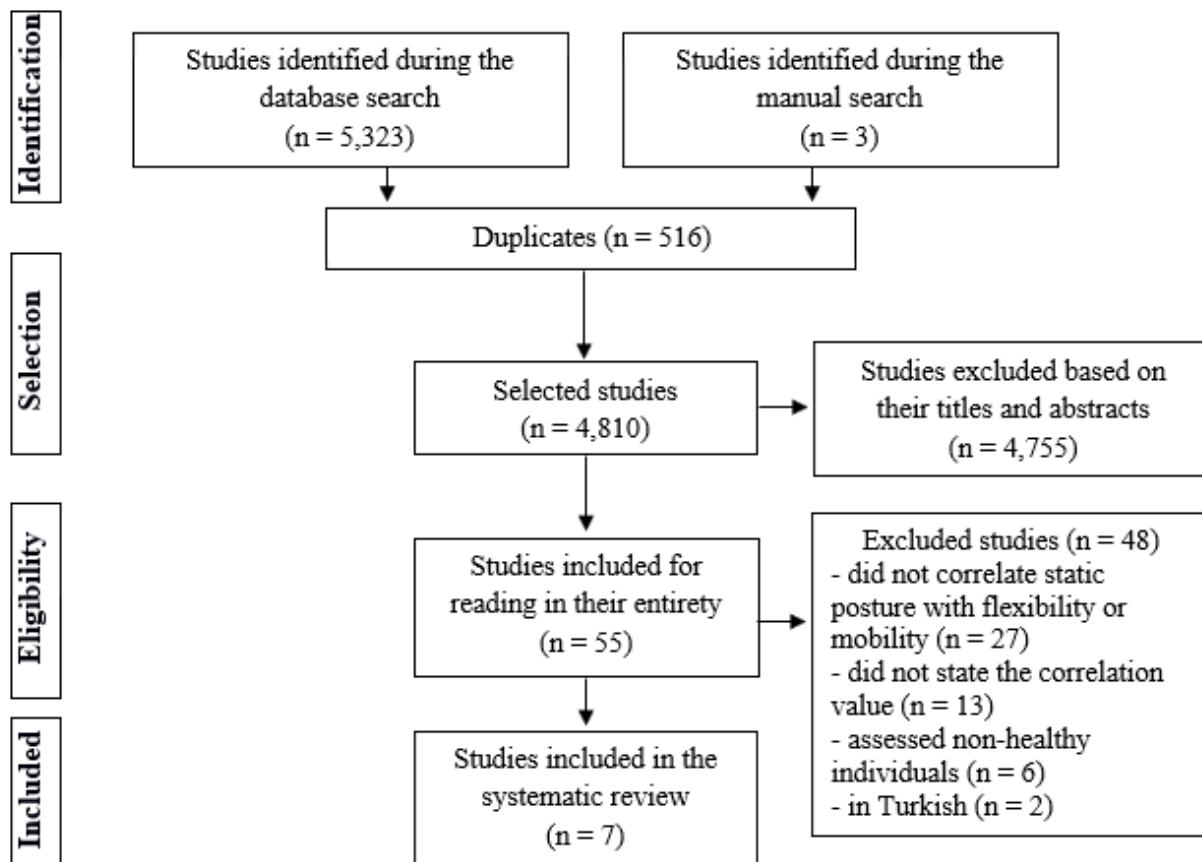 Identification
Studies identified during the
database search
(n = 5,323)
Studies identified during the
manual search
(n = 3)
Duplicates (n = 516)
Selection
Selected studies
(n = 4,810)
Studies excluded based on
their titles and abstracts
(n = 4,755)
Eligibility
Studies included for
reading in their entirety
(n = 55)
Excluded studies (n = 48)
- did not correlate static
posture with flexibility or
mobility (n = 27)
- did not state the correlation
value (n = 13)
- assessed non-healthy
individuals (n = 6)
- in Turkish (n = 2)
Included
Studies included in the
systematic review
(n = 7)